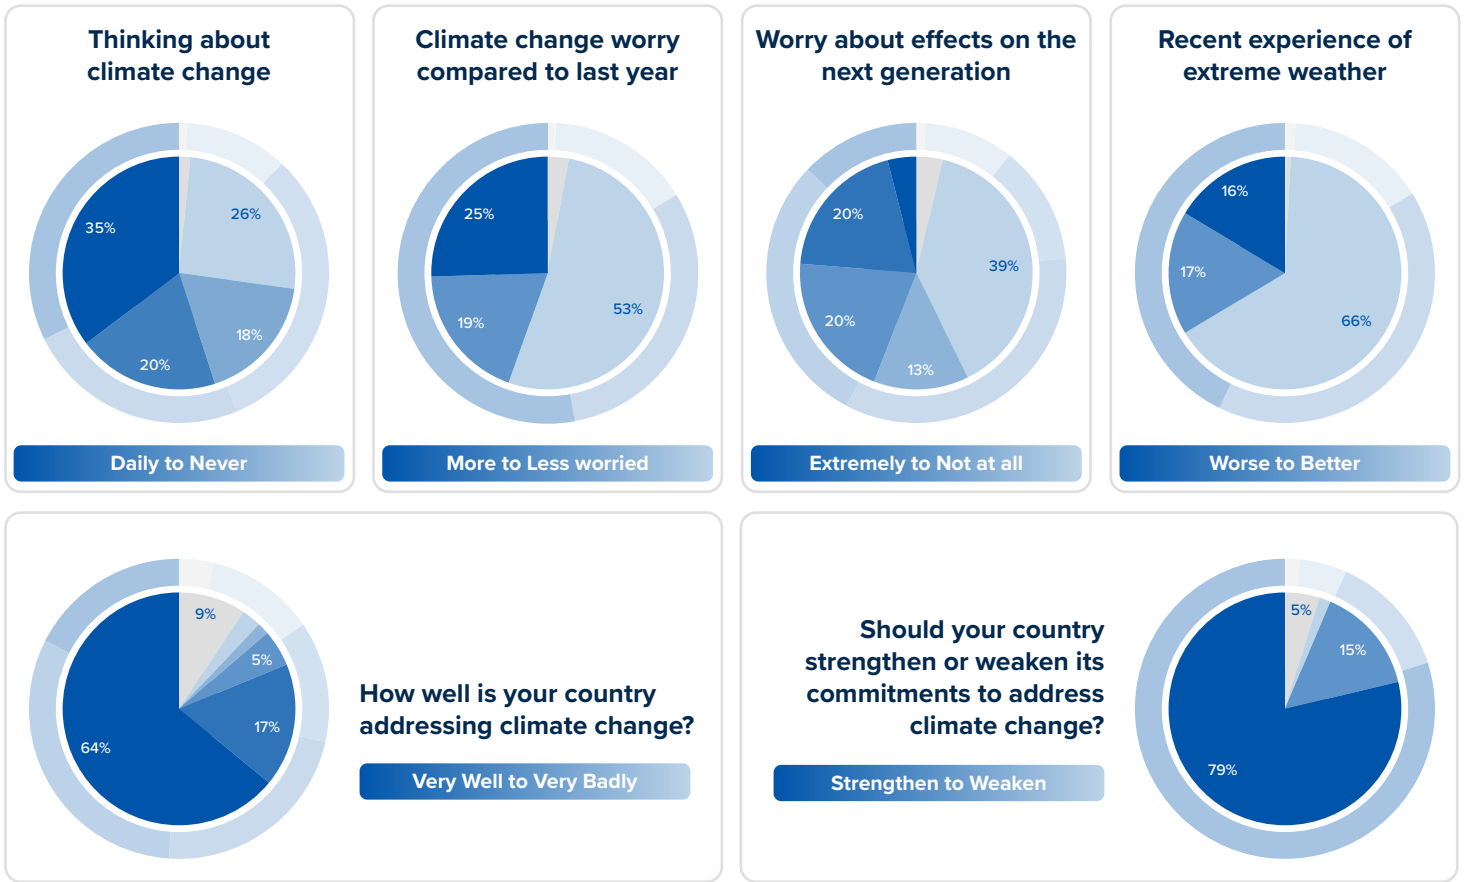 Thinking about
climate change
35%
26%
18%
20%
Daily to Never
Climate change worry
compared to last year
25%
53%
19%
More to Less worried
Worry about effects on the
next generation
20%
39%
20%
13%
Extremely to Not at all
Recent experience of
extreme weather
16%
17%
66%
Worse to Better
9%
5%
17%
64%
How well is your country
addressing climate change?
Very Well to Very Badly
Should your country
strengthen or weaken its
commitments to address
climate change?
Strengthen to Weaken
5%
15%
79%